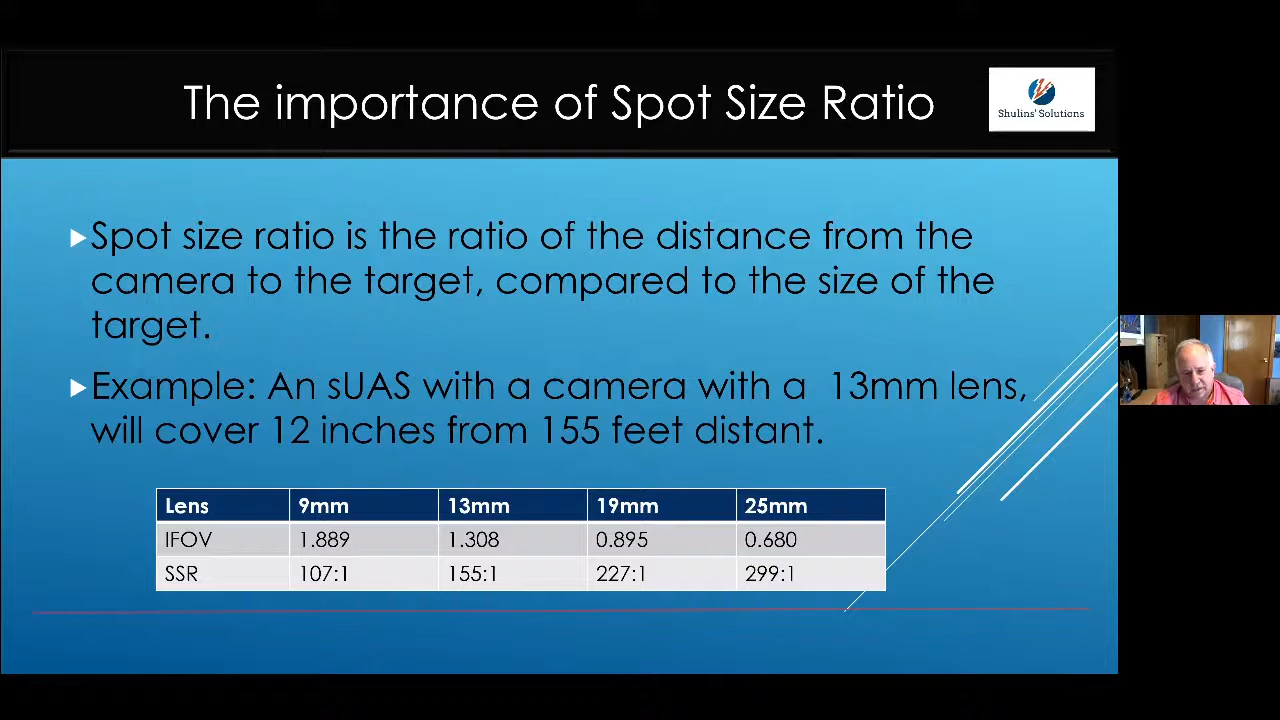 The importance of Spot Size Ratio
Shulins' Solutions
Spot size ratio is the ratio of the distance from the
camera to the target, compared to the size of the
target.
Example: An sUAS with a camera with a 13mm lens,
will cover 12 inches from 155 feet distant.
Lens 9mm 13mm 19mm 25mm
IFOV 1.889 1.308 0.895 0.680
SSR 107:1 155:1 227:1 299:1